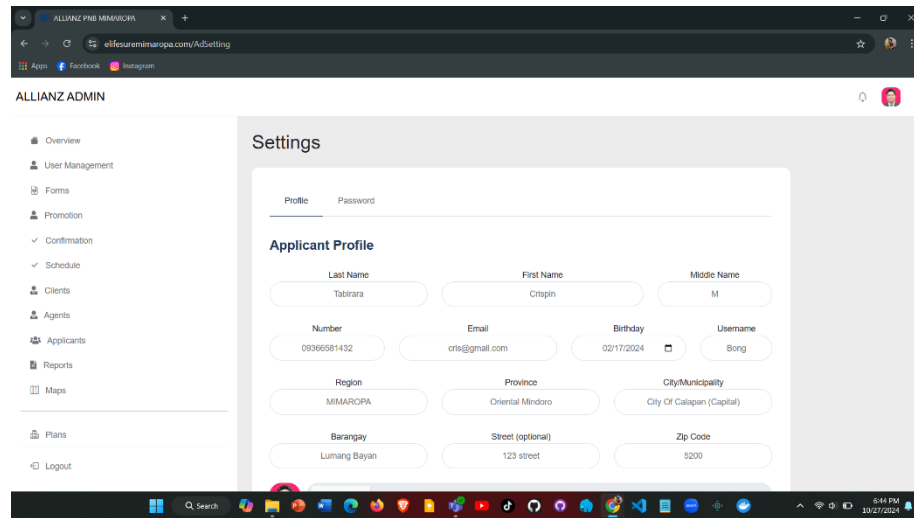 ALLIANZ PNB MIMAROPA
elifesuremimaropa.com/AdSetting
Apps Facebook Instagram
ALLIANZ ADMIN
Overview
User Management
Forms
Promotion
Confirmation
Schedule
Clients
Agents
Applicants
Reports
Maps
Plans
Logout
Settings
Profile Password
Applicant Profile
Last Name First Name Middle Name
Tabirara Crispin M
Number Email Birthday Username
09366581432 cris@gmail.com 02/17/2024 Bong
Region Province City/Municipality
MIMAROPA Oriental Mindoro City Of Calapan (Capital)
Barangay Street (optional) Zip Code
Lumang Bayan 123 street 5200
Search
6:44 PM
10/27/2024